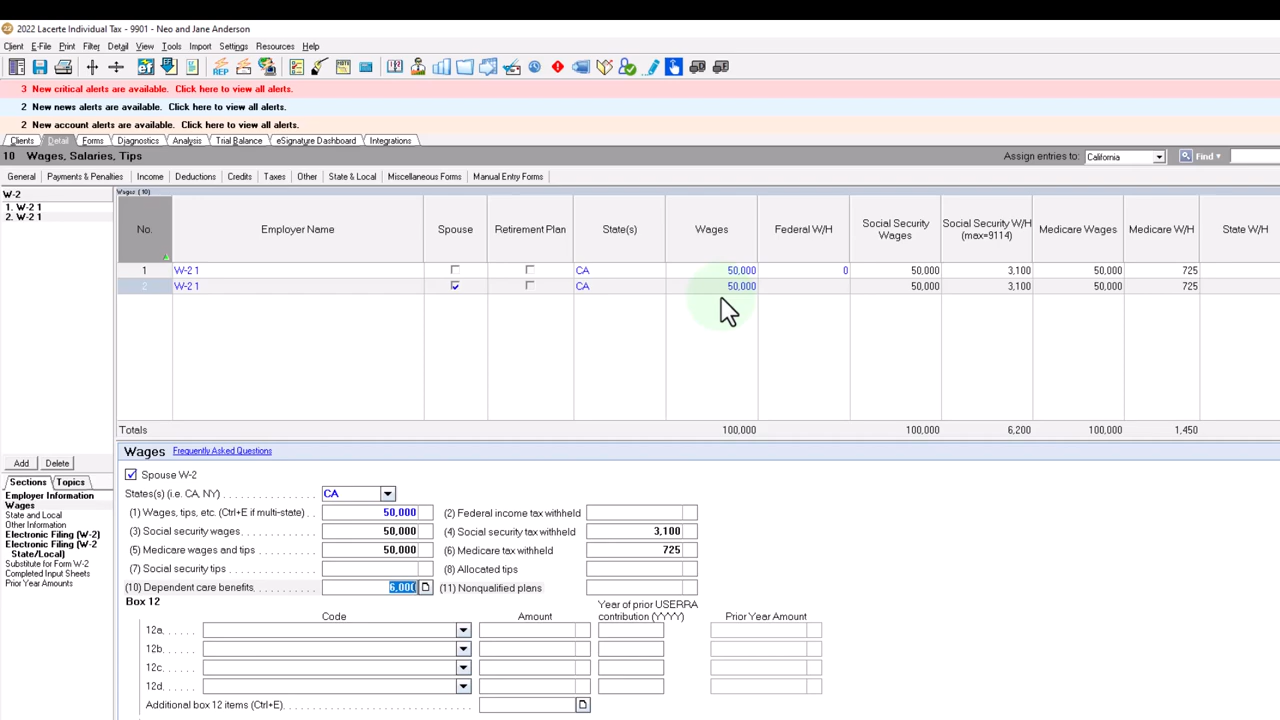 2022 Lacerte Individual Tax - 9901 - Neo and Jane Anderson
Client E-File Print Filter Detail View Tools Import Settings Resources Help
ef REP
3 New critical alerts are available. Click here to view all alerts.
2 New news alerts are available. Click here to view all alerts.
2 New account alerts are available. Click here to view all alerts.
Clients Detail Forms Diagnostics Analysis Trial Balance eSignature Dashboard Integrations
10 Wages, Salaries, Tips Assign entries to: California Find
General Payments & Penalties Income Deductions Credits Taxes Other State & Local Miscellaneous Forms Manual Entry Forms
W-2 Wages (10)
1. W-2 1
2. W-2 1
No. Employer Name Spouse Retirement Plan State(s) Wages Federal W/H Social Security Wages Social Security W/H (max=9114) Medicare Wages Medicare W/H State W/H
1 W-2 1 CA 50,000 0 50,000 3,100 50,000 725
2 W-2 1 CA 50,000 50,000 3,100 50,000 725
Totals 100,000 100,000 6,200 100,000 1,450
Add Delete
Sections Topics
Employer Information
Wages
State and Local
Other Information
Electronic Filing (W-2)
Electronic Filing (W-2
State/Local)
Substitute for Form W-2
Completed Input Sheets
Prior Year Amounts
Wages Frequently Asked Questions
Spouse W-2
States(s) (i.e. CA, NY) . . . . . . . . . . . . . . . . CA
(1) Wages, tips, etc. (Ctrl+E if multi-state) . . 50,000 (2) Federal income tax withheld
(3) Social security wages . . . . . . . . . . . . . . 50,000 (4) Social security tax withheld 3,100
(5) Medicare wages and tips . . . . . . . . . . . . 50,000 (6) Medicare tax withheld 725
(7) Social security tips . . . . . . . . . . . . . . . . (8) Allocated tips
(10) Dependent care benefits . . . . . . . . . . . 6,000 (11) Nonqualified plans
Box 12
Code Amount Year of prior USERRA contribution (YYYY) Prior Year Amount
12a. . . . . .
12b. . . . . .
12c. . . . . .
12d. . . . . .
Additional box 12 items (Ctrl+E). . . . . . . . . . . . . . . . . . . . . . . .